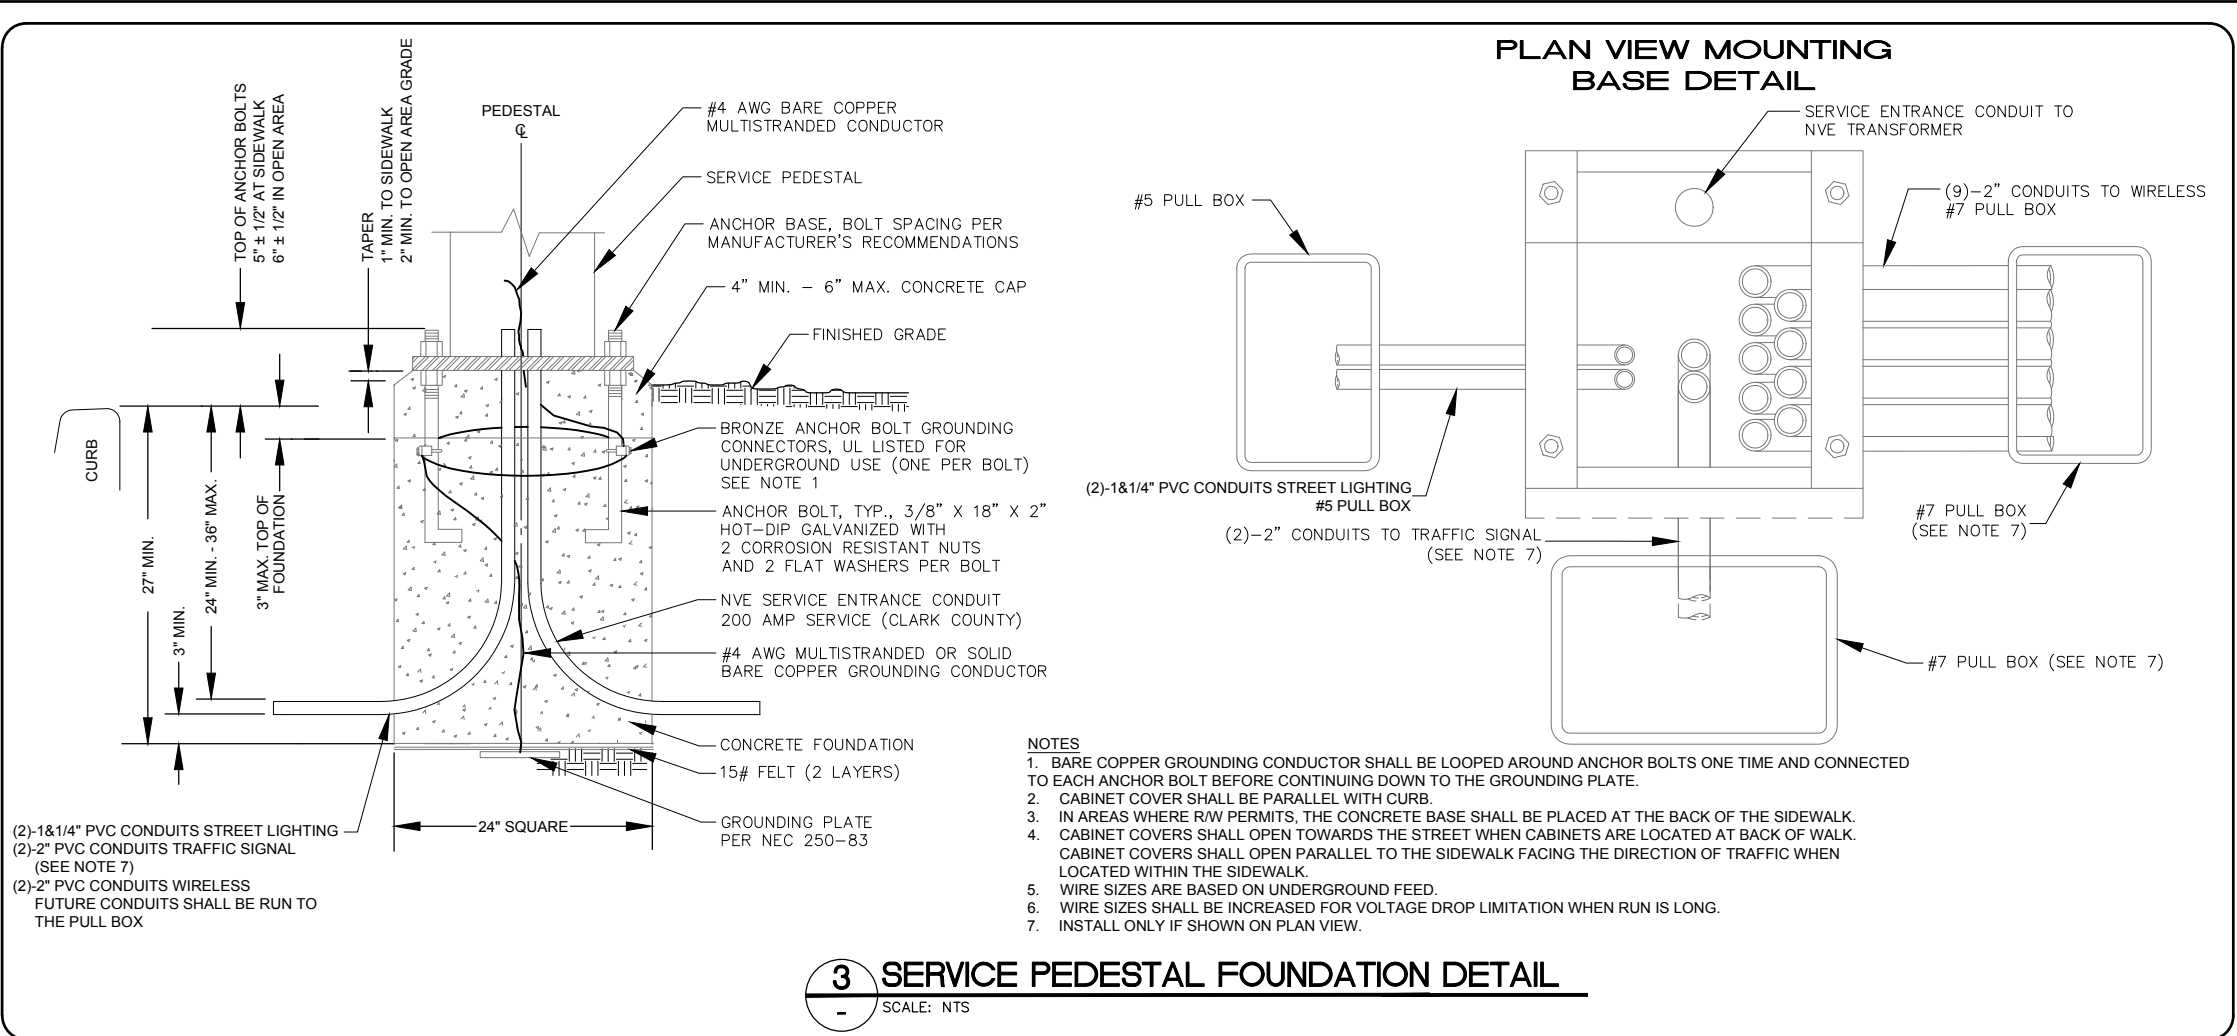 TOP OF ANCHOR BOLTS
5" ± 1/2" AT SIDEWALK
6" ± 1/2" IN OPEN AREA
TAPER
1" MIN. TO SIDEWALK
2" MIN. TO OPEN AREA GRADE
PEDESTAL
℄
#4 AWG BARE COPPER
MULTISTRANDED CONDUCTOR
SERVICE PEDESTAL
ANCHOR BASE, BOLT SPACING PER
MANUFACTURER'S RECOMMENDATIONS
4" MIN. – 6" MAX. CONCRETE CAP
FINISHED GRADE
BRONZE ANCHOR BOLT GROUNDING
CONNECTORS, UL LISTED FOR
UNDERGROUND USE (ONE PER BOLT)
SEE NOTE 1
ANCHOR BOLT, TYP., 3/8" X 18" X 2"
HOT-DIP GALVANIZED WITH
2 CORROSION RESISTANT NUTS
AND 2 FLAT WASHERS PER BOLT
NVE SERVICE ENTRANCE CONDUIT
200 AMP SERVICE (CLARK COUNTY)
#4 AWG MULTISTRANDED OR SOLID
BARE COPPER GROUNDING CONDUCTOR
CONCRETE FOUNDATION
15# FELT (2 LAYERS)
GROUNDING PLATE
PER NEC 250-83
CURB
27" MIN.
3" MIN.
24" MIN. - 36" MAX.
3" MAX. TOP OF
FOUNDATION
24" SQUARE
(2)-1&1/4" PVC CONDUITS STREET LIGHTING
(2)-2" PVC CONDUITS TRAFFIC SIGNAL
(SEE NOTE 7)
(2)-2" PVC CONDUITS WIRELESS
FUTURE CONDUITS SHALL BE RUN TO
THE PULL BOX
PLAN VIEW MOUNTING
BASE DETAIL
SERVICE ENTRANCE CONDUIT TO
NVE TRANSFORMER
#5 PULL BOX
(9)-2" CONDUITS TO WIRELESS
#7 PULL BOX
(2)-1&1/4" PVC CONDUITS STREET LIGHTING
#5 PULL BOX
(2)-2" CONDUITS TO TRAFFIC SIGNAL
(SEE NOTE 7)
#7 PULL BOX
(SEE NOTE 7)
#7 PULL BOX (SEE NOTE 7)
NOTES
1. BARE COPPER GROUNDING CONDUCTOR SHALL BE LOOPED AROUND ANCHOR BOLTS ONE TIME AND CONNECTED
TO EACH ANCHOR BOLT BEFORE CONTINUING DOWN TO THE GROUNDING PLATE.
2. CABINET COVER SHALL BE PARALLEL WITH CURB.
3. IN AREAS WHERE R/W PERMITS, THE CONCRETE BASE SHALL BE PLACED AT THE BACK OF THE SIDEWALK.
4. CABINET COVERS SHALL OPEN TOWARDS THE STREET WHEN CABINETS ARE LOCATED AT BACK OF WALK.
CABINET COVERS SHALL OPEN PARALLEL TO THE SIDEWALK FACING THE DIRECTION OF TRAFFIC WHEN
LOCATED WITHIN THE SIDEWALK.
5. WIRE SIZES ARE BASED ON UNDERGROUND FEED.
6. WIRE SIZES SHALL BE INCREASED FOR VOLTAGE DROP LIMITATION WHEN RUN IS LONG.
7. INSTALL ONLY IF SHOWN ON PLAN VIEW.
3 SERVICE PEDESTAL FOUNDATION DETAIL
- SCALE: NTS